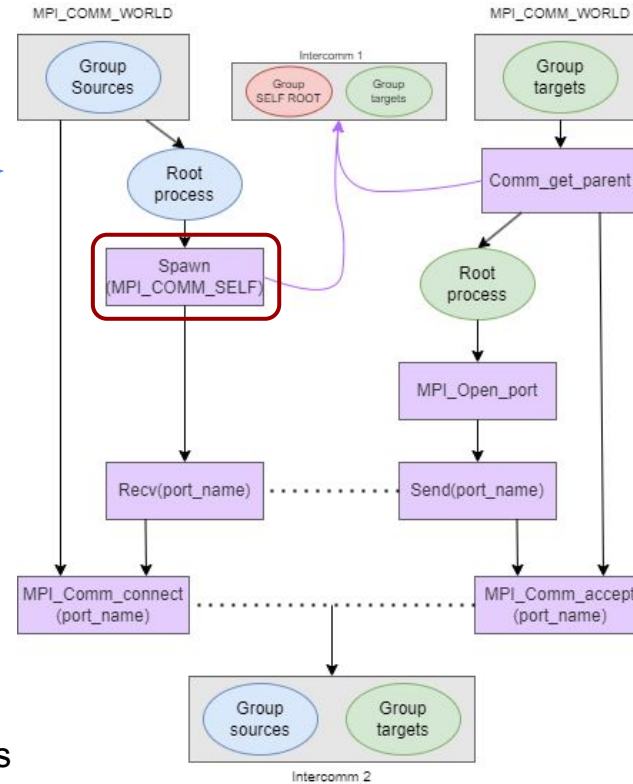 MPI_COMM_WORLD
MPI_COMM_WORLD
Group
Sources
Intercomm 1
Group
SELF ROOT
Group
targets
Group
targets
Root
process
Comm_get_parent
Spawn
(MPI_COMM_SELF)
Root
process
MPI_Open_port
Recv(port_name)
Send(port_name)
MPI_Comm_connect
(port_name)
MPI_Comm_accept
(port_name)
Group
sources
Group
targets
s
Intercomm 2